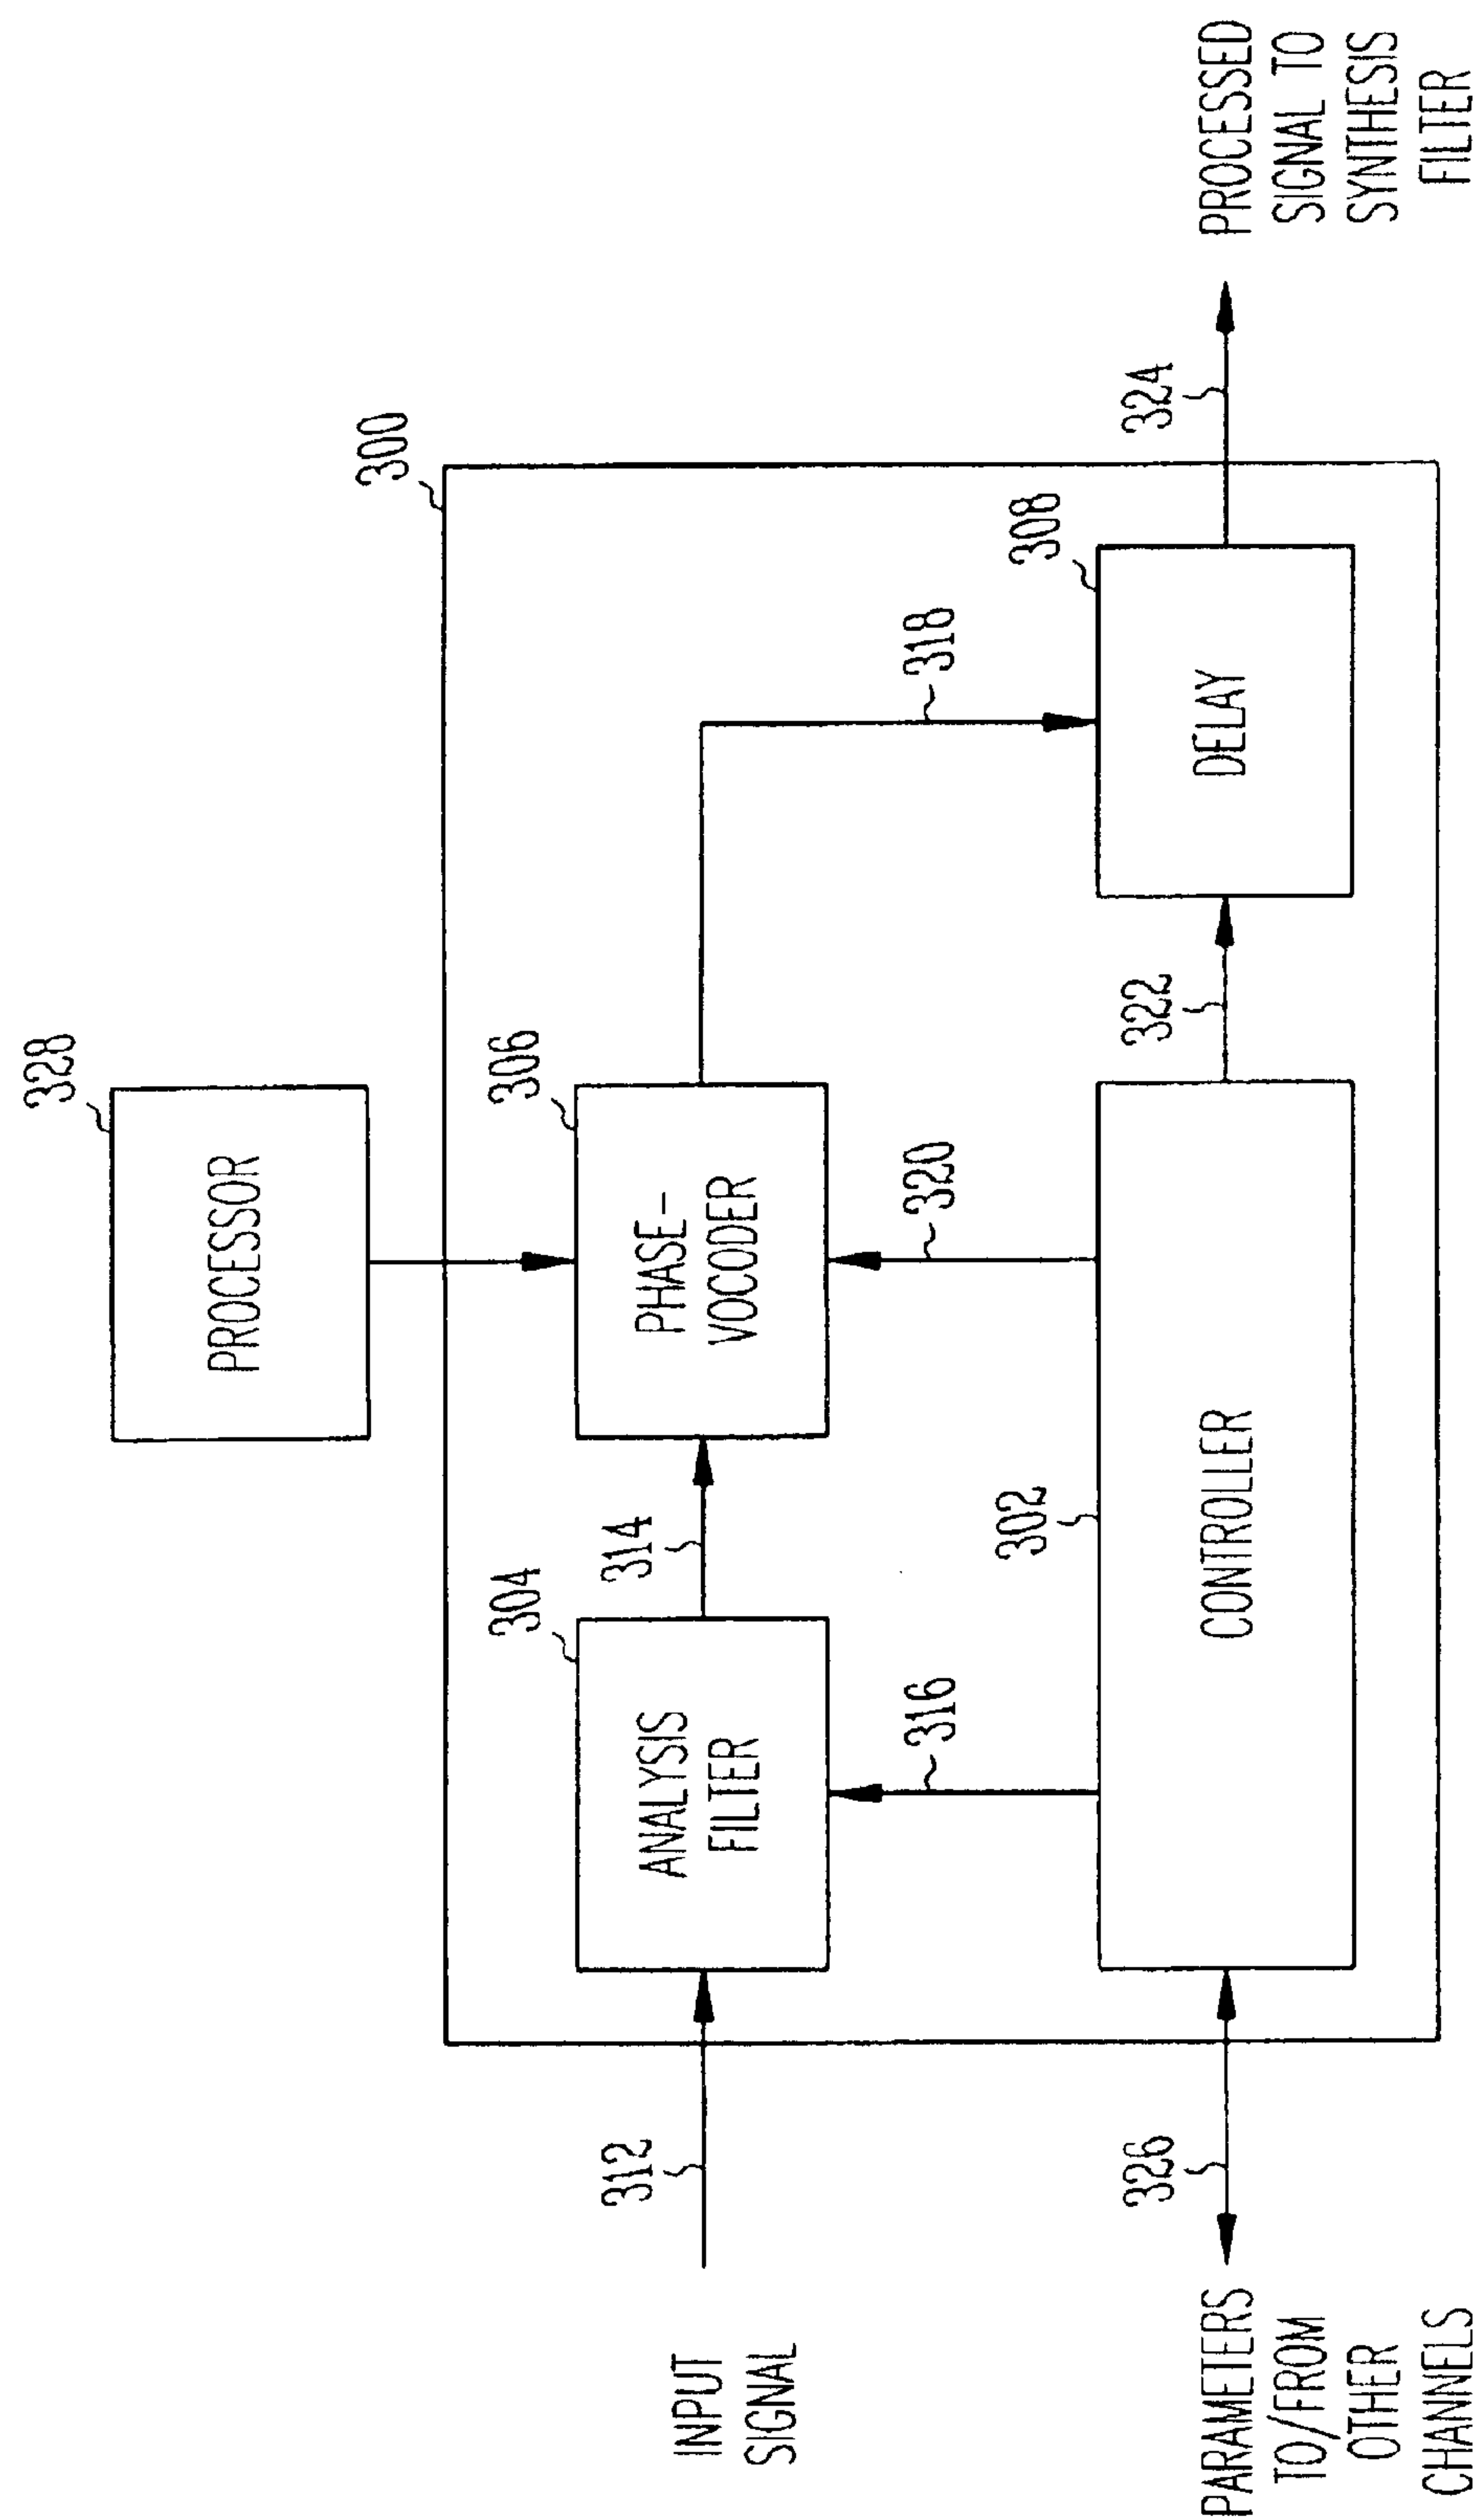 328
PROCESSOR
300
304
306
ANALYSIS
FILTER
PHASE-
VOCODER
312
314
INPUT
SIGNAL
316
320
318
302
308
326
322
324
CONTROLLER
DELAY
PARAMETERS
TO/FROM
OTHER
CHANNELS
PROCESSED
SIGNAL TO
SYNTHESIS
FILTER